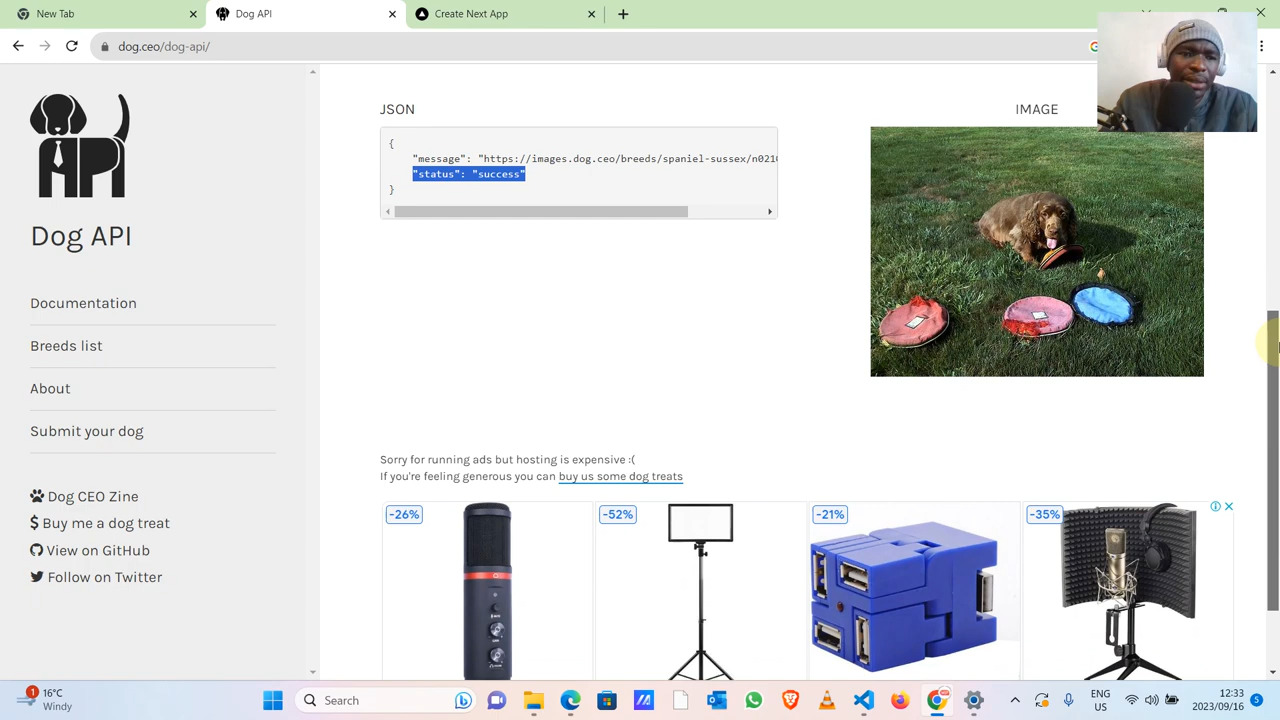 New Tab
Dog API
Create Next App
dog.ceo/dog-api/
Dog API
Documentation
Breeds list
About
Submit your dog
Dog CEO Zine
Buy me a dog treat
View on GitHub
Follow on Twitter
JSON
IMAGE
{
"message": "https://images.dog.ceo/breeds/spaniel-sussex/n0210
"status": "success"
}
Sorry for running ads but hosting is expensive :(
If you're feeling generous you can buy us some dog treats
-26%
-52%
-21%
-35%
1
16°C
Windy
Search
ENG
US
12:33
2023/09/16
5